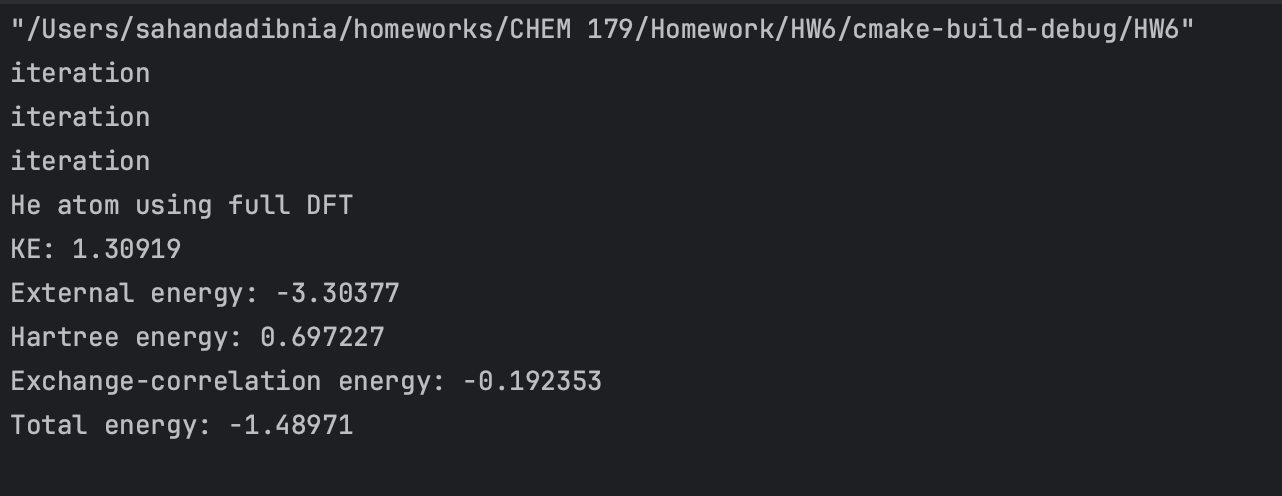 "/Users/sahandadibnia/homeworks/CHEM 179/Homework/HW6/cmake-build-debug/HW6"
iteration
iteration
iteration
He atom using full DFT
KE: 1.30919
External energy: -3.30377
Hartree energy: 0.697227
Exchange-correlation energy: -0.192353
Total energy: -1.48971